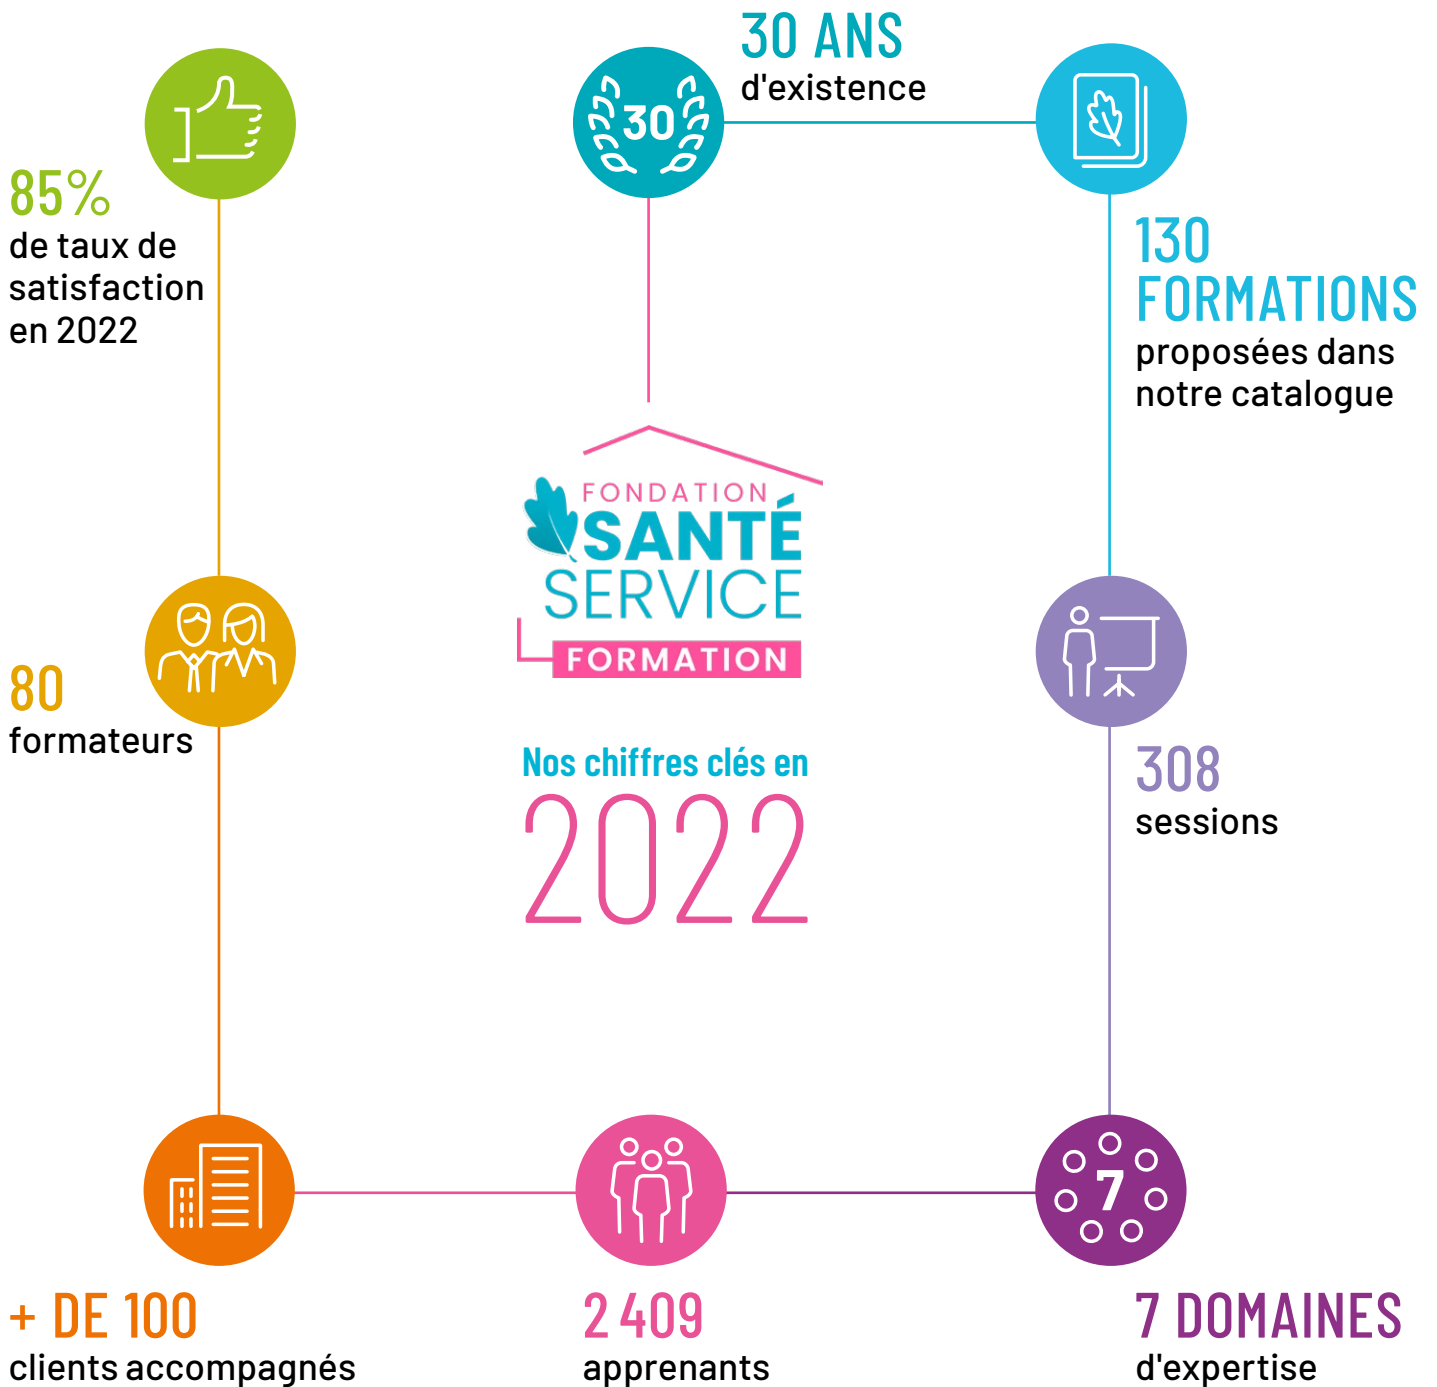 30 ANS
d'existence
30
130
FORMATIONS
proposées dans
notre catalogue
85%
de taux de
satisfaction
en 2022
FONDATION
SANTÉ
SERVICE
FORMATION
Nos chiffres clés en
2022
80
formateurs
308
sessions
7
+ DE 100
clients accompagnés
2 409
apprenants
7 DOMAINES
d'expertise